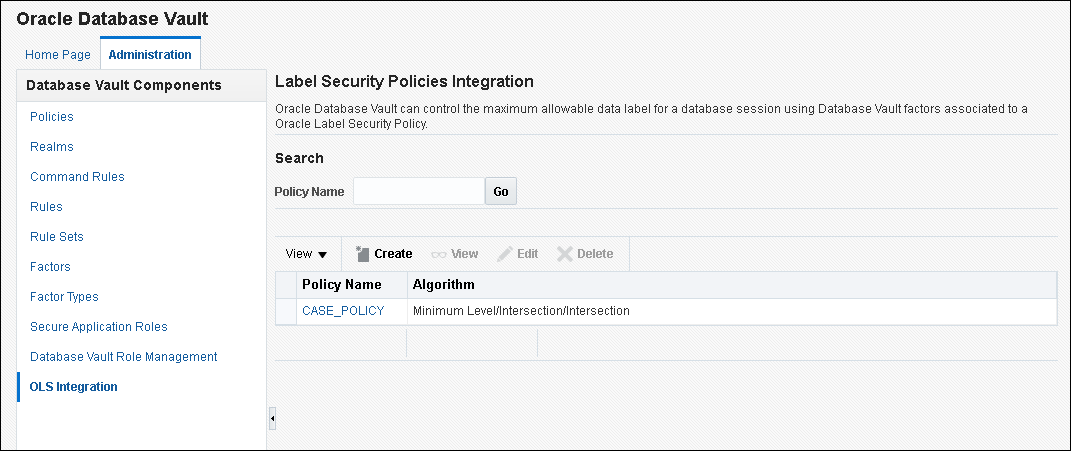 Oracle Database Vault
Home Page Administration
Database Vault Components
Policies
Realms
Command Rules
Rules
Rule Sets
Factors
Factor Types
Secure Application Roles
Database Vault Role Management
OLS Integration
Label Security Policies Integration
Oracle Database Vault can control the maximum allowable data label for a database session using Database Vault factors associated to a
Oracle Label Security Policy.
Search
Policy Name Go
View Create View Edit Delete
Policy Name Algorithm
CASE_POLICY Minimum Level/Intersection/Intersection